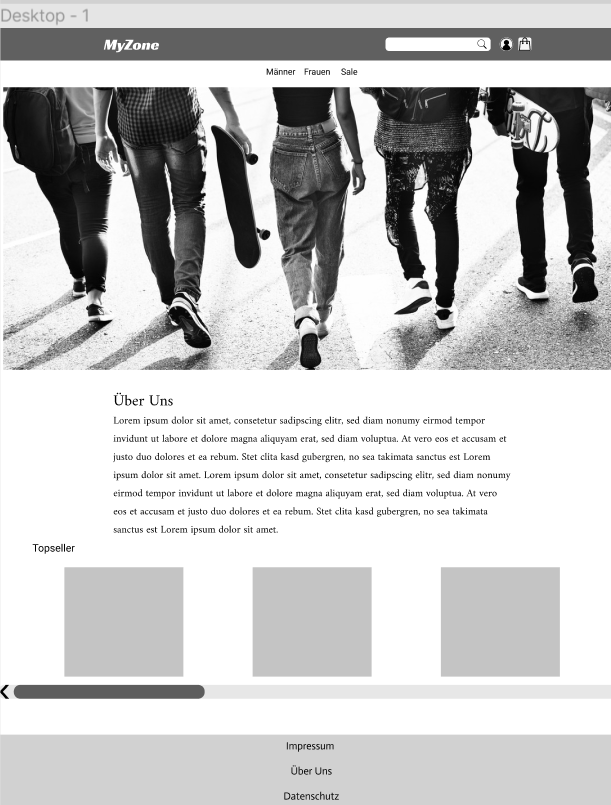 Desktop - 1
MyZone
Männer Frauen Sale
Über Uns
Lorem ipsum dolor sit amet, consetetur sadipscing elitr, sed diam nonumy eirmod tempor
invidunt ut labore et dolore magna aliquyam erat, sed diam voluptua. At vero eos et accusam et
justo duo dolores et ea rebum. Stet clita kasd gubergren, no sea takimata sanctus est Lorem
ipsum dolor sit amet. Lorem ipsum dolor sit amet, consetetur sadipscing elitr, sed diam nonumy
eirmod tempor invidunt ut labore et dolore magna aliquyam erat, sed diam voluptua. At vero
eos et accusam et justo duo dolores et ea rebum. Stet clita kasd gubergren, no sea takimata
sanctus est Lorem ipsum dolor sit amet.
Topseller
Impressum
Über Uns
Datenschutz